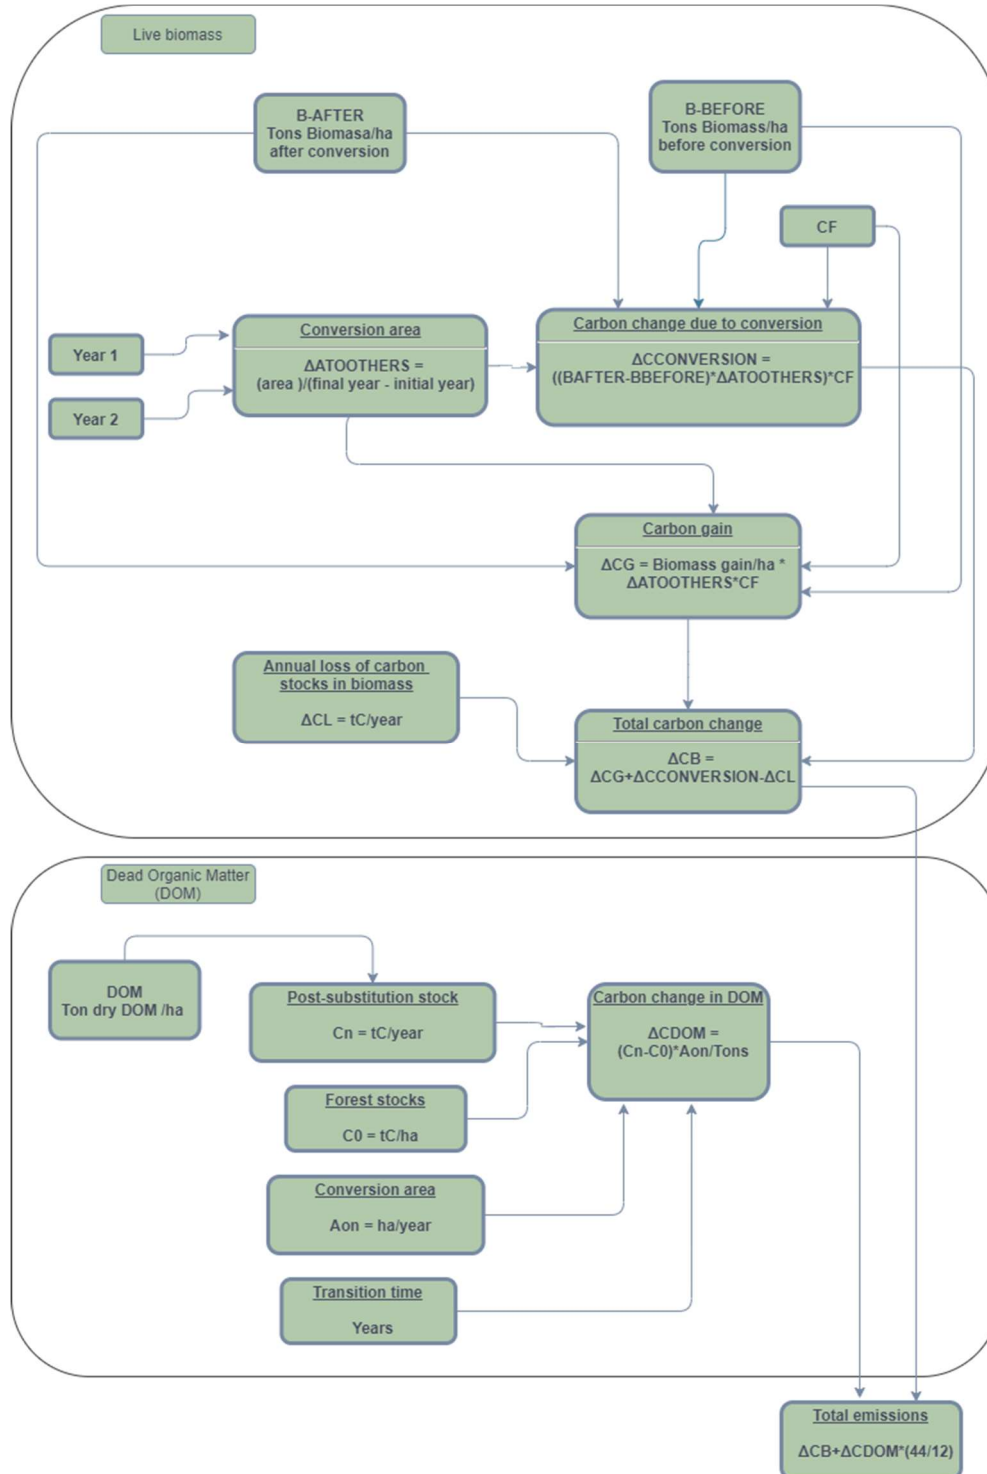 Live biomass
B-AFTER
Tons Biomasa/ha
after conversion
B-BEFORE
Tons Biomass/ha
before conversion
CF
Year 1
Year 2
Conversion area
ΔATOOTHERS =
(area )/(final year - initial year)
Carbon change due to conversion
ΔCCONVERSION =
((BAFTER-BBEFORE)*ΔATOOTHERS)*CF
Carbon gain
ΔCG = Biomass gain/ha *
ΔATOOTHERS*CF
Annual loss of carbon
stocks in biomass
ΔCL = tC/year
Total carbon change
ΔCB =
ΔCG+ΔCCONVERSION-ΔCL
Dead Organic Matter
(DOM)
DOM
Ton dry DOM /ha
Post-substitution stock
Cn = tC/year
Carbon change in DOM
ΔCDOM =
(Cn-C0)*Aon/Tons
Forest stocks
C0 = tC/ha
Conversion area
Aon = ha/year
Transition time
Years
Total emissions
ΔCB+ΔCDOM*(44/12)